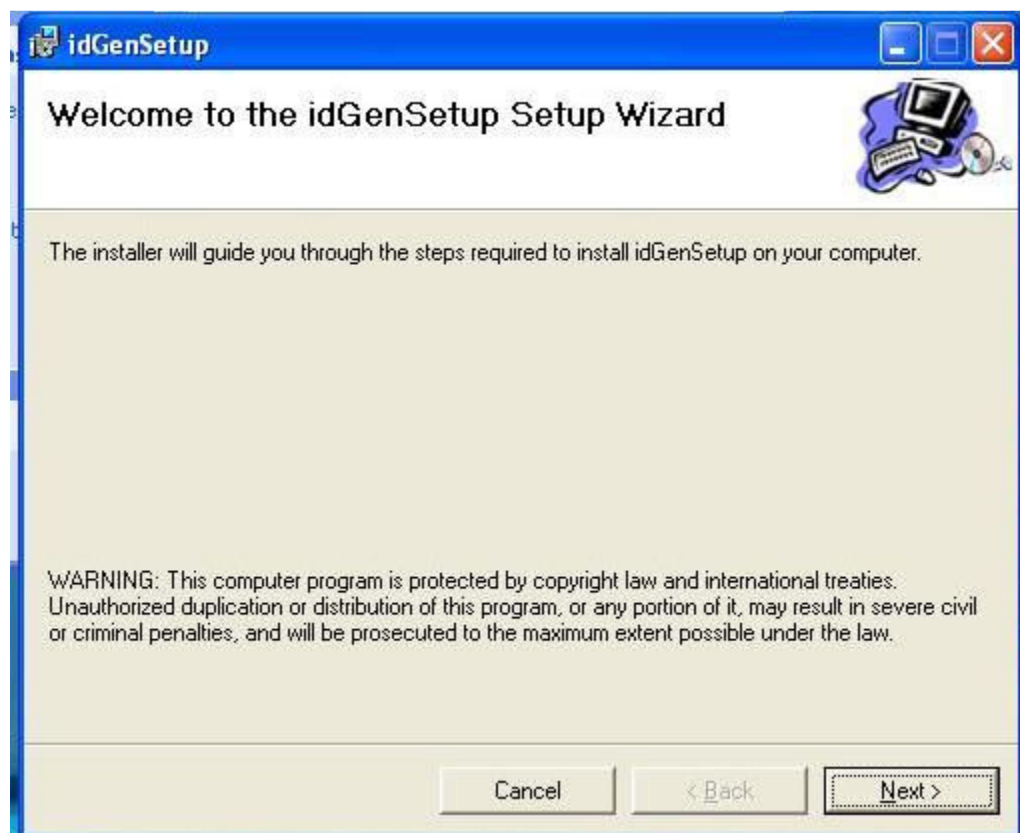 idGenSetup
Welcome to the idGenSetup Setup Wizard
The installer will guide you through the steps required to install idGenSetup on your computer.
WARNING: This computer program is protected by copyright law and international treaties.
Unauthorized duplication or distribution of this program, or any portion of it, may result in severe civil
or criminal penalties, and will be prosecuted to the maximum extent possible under the law.
Cancel
< Back
Next >